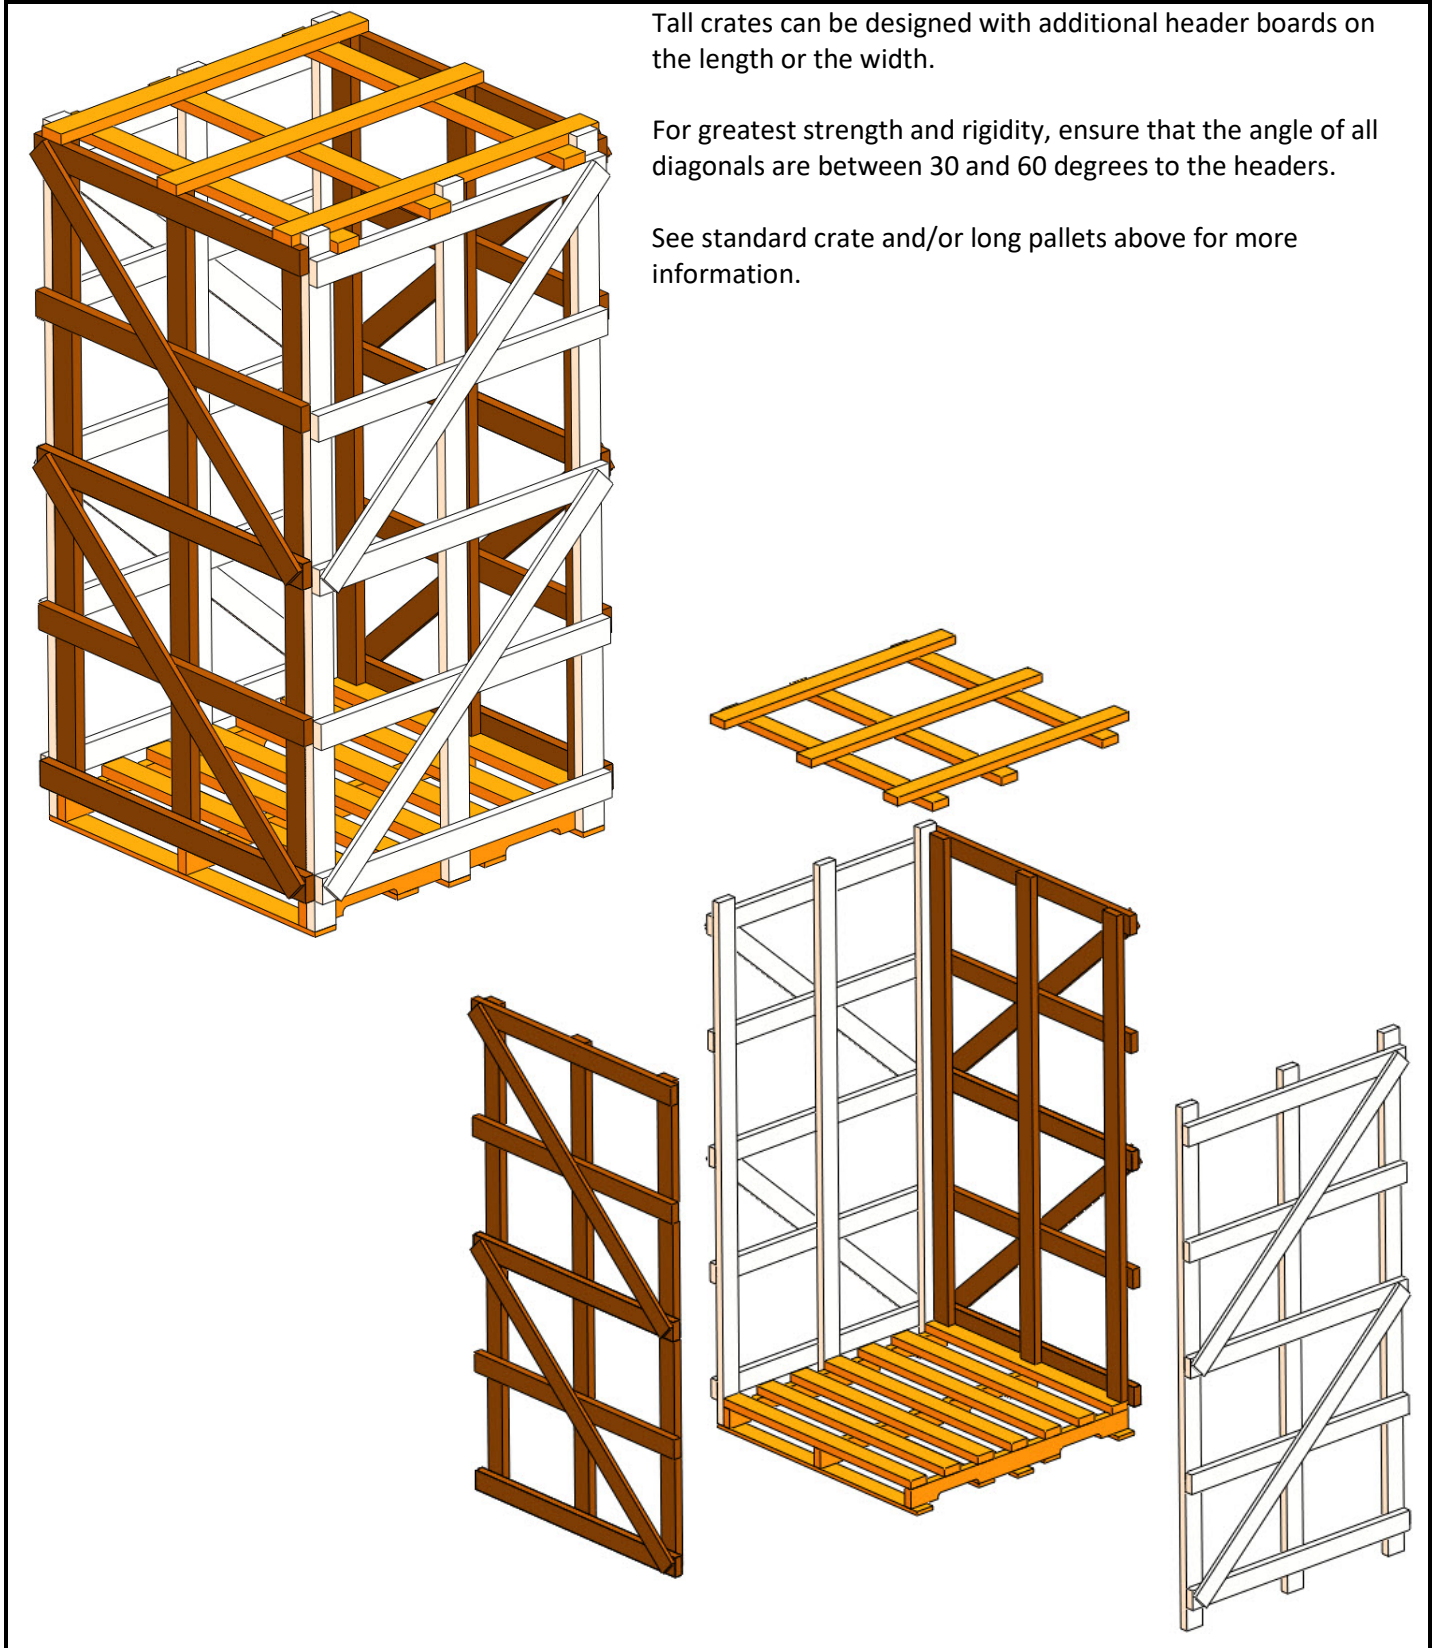 Tall crates can be designed with additional header boards on
the length or the width.
For greatest strength and rigidity, ensure that the angle of all
diagonals are between 30 and 60 degrees to the headers.
See standard crate and/or long pallets above for more
information.